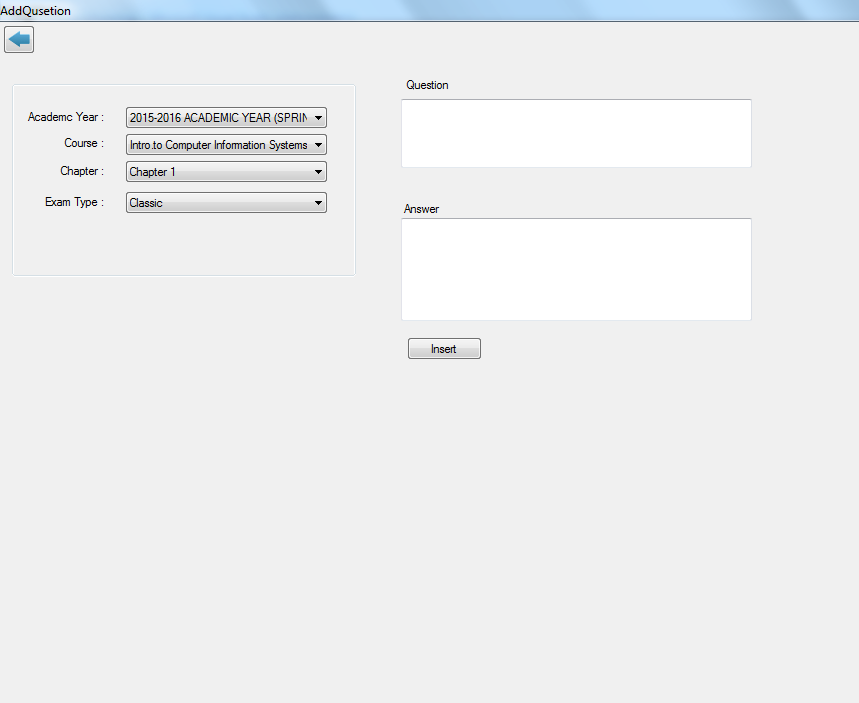 AddQusetion
Academc Year :
2015-2016 ACADEMIC YEAR (SPRIN
Course :
Intro.to Computer Information Systems
Chapter :
Chapter 1
Exam Type :
Classic
Question
Answer
Insert